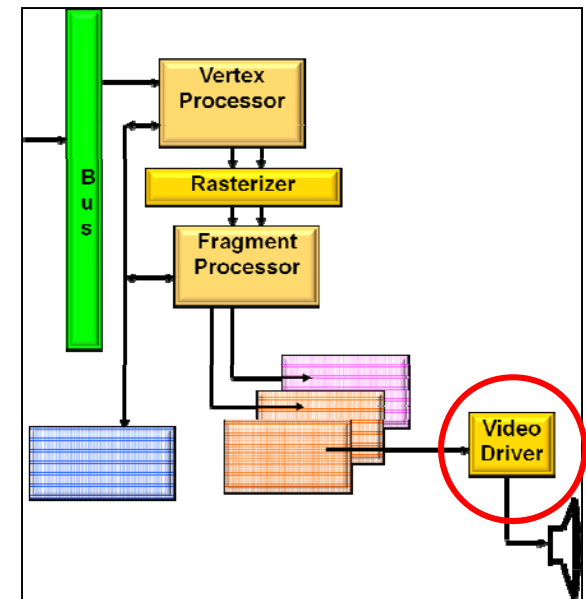 Vertex
Processor
B
u
s
Rasterizer
Fragment
Processor
Video
Driver